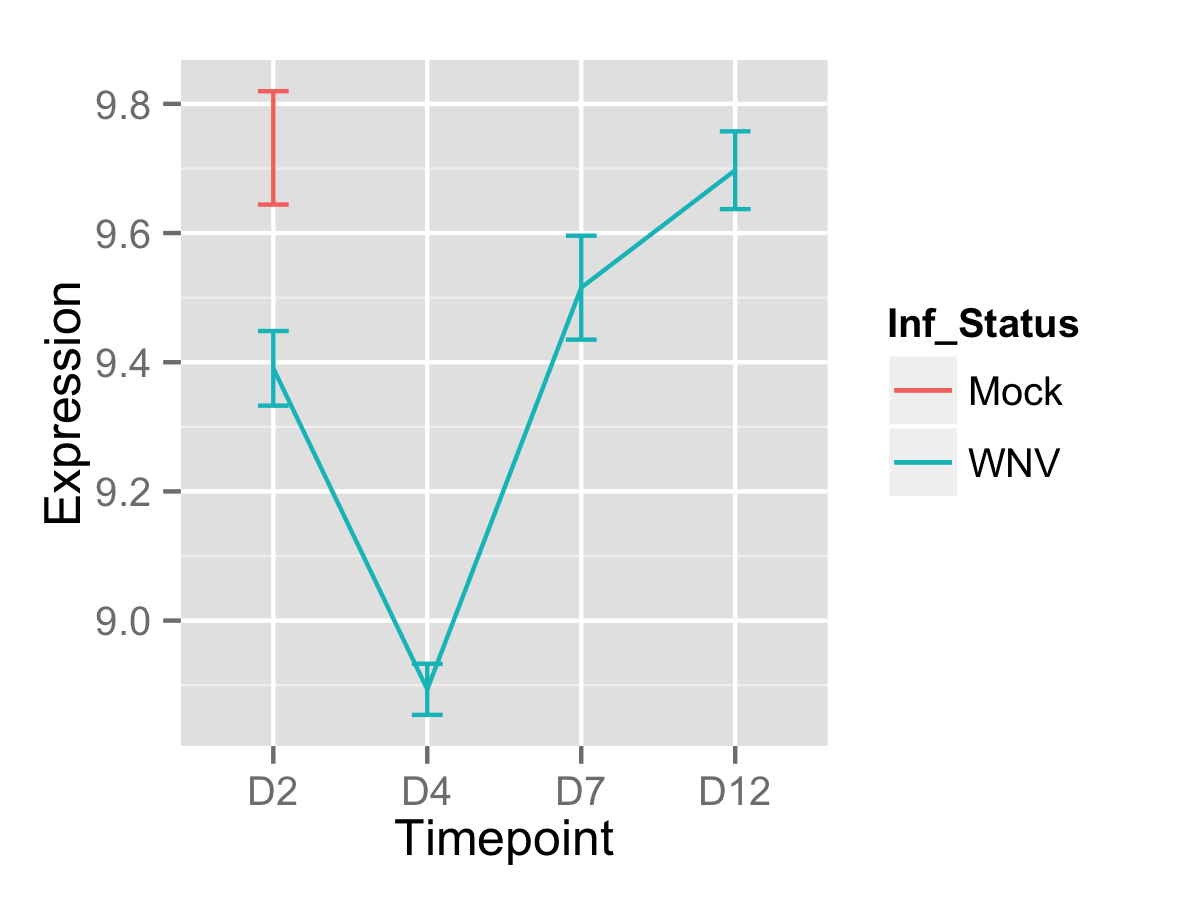 9.8
9.6
9.4
9.2
9.0
Expression
D2 D4 D7 D12
Timepoint
Inf_Status
Mock
WNV